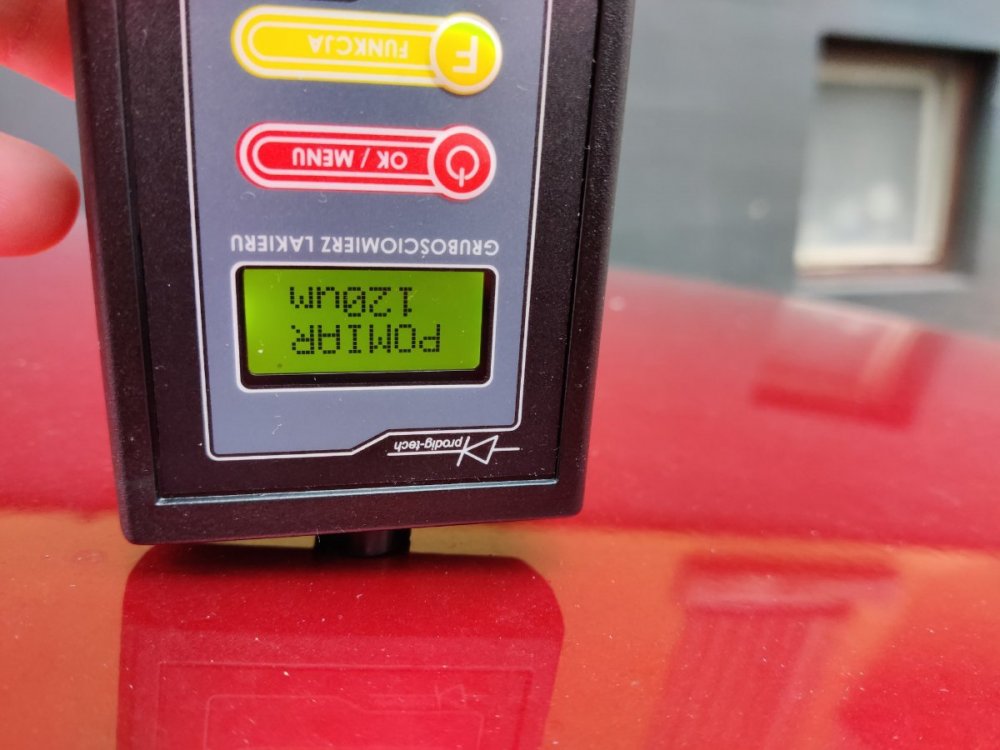 prodig-tech
POMIAR
120um
GRUBOŚCIOMIERZ LAKIERU
OK / MENU
FUNKCJA
F